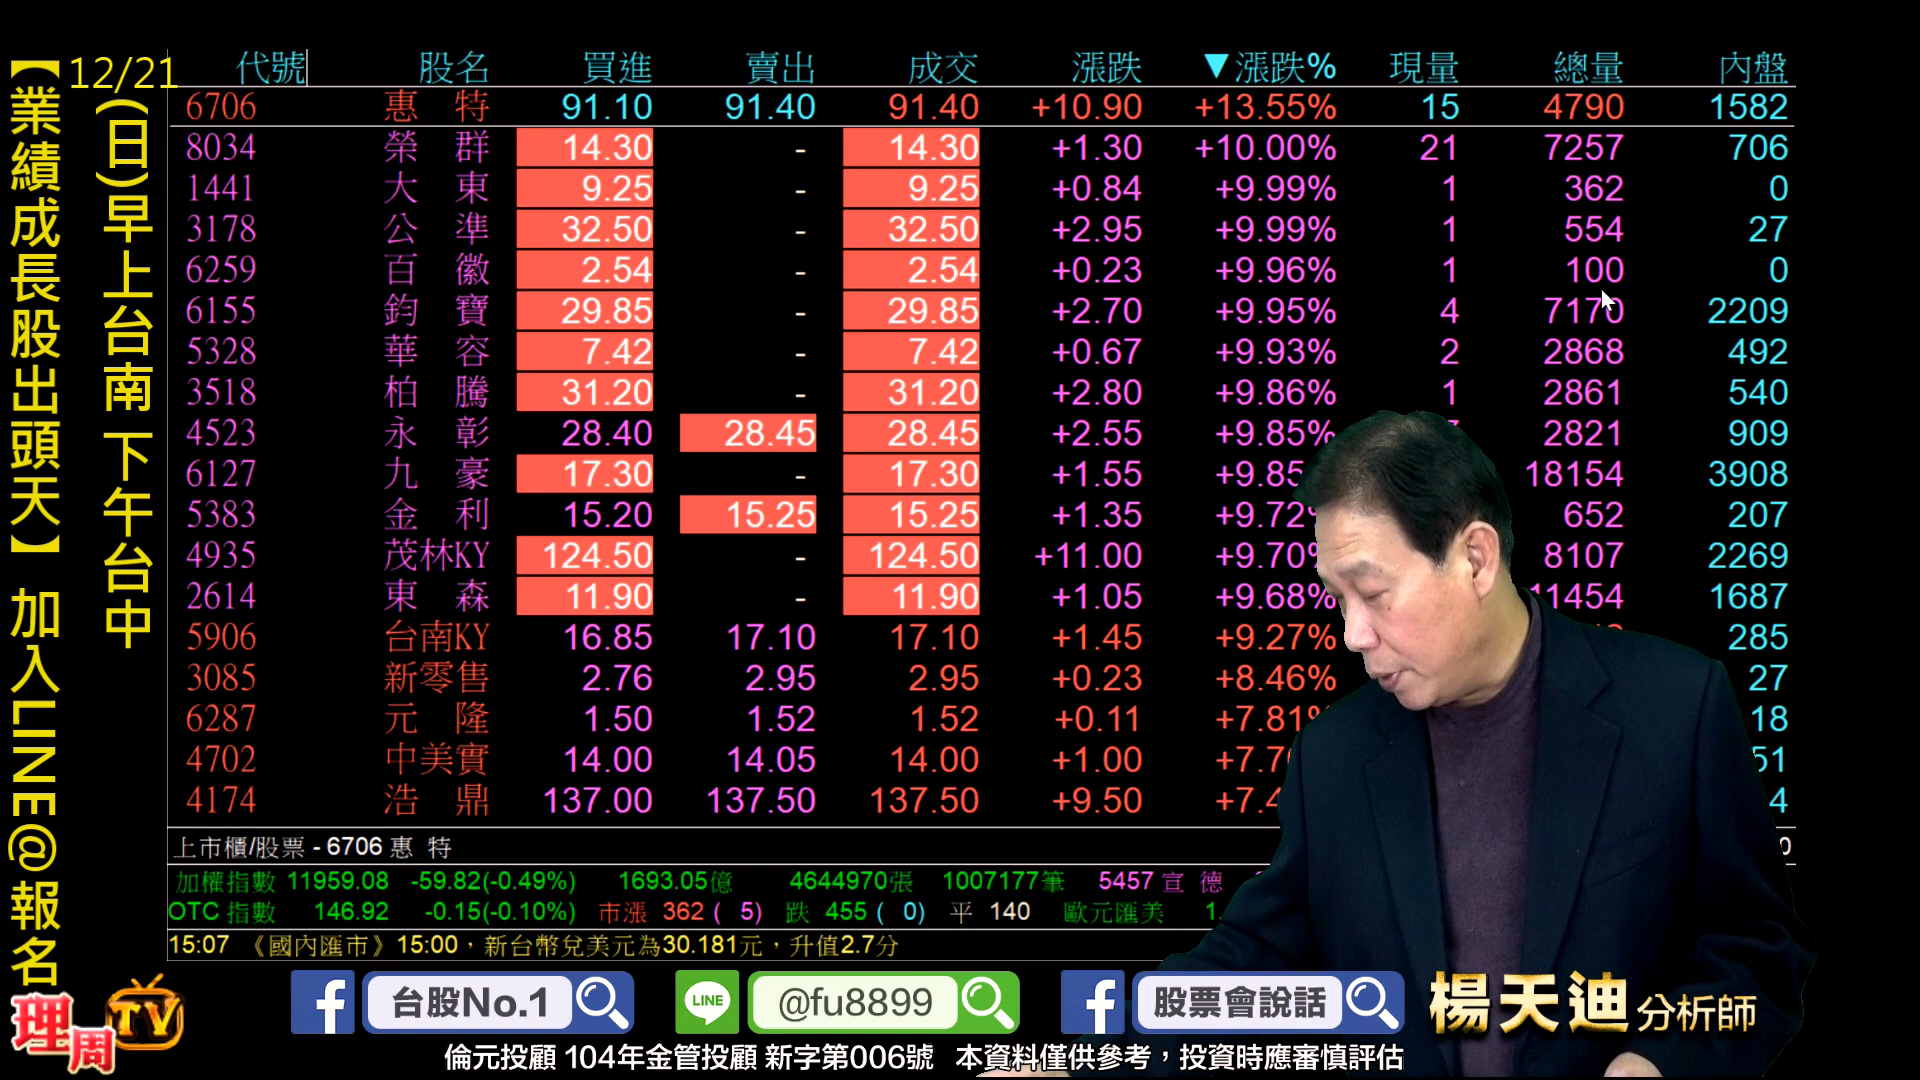 【業績成長股出頭天】 加入LINE@報名
12/21(日)早上台南 下午台中
代號 股名 買進 賣出 成交 漲跌 ▼漲跌% 現量 總量 內盤
6706 惠特 91.10 91.40 91.40 +10.90 +13.55% 15 4790 1582
8034 榮群 14.30 - 14.30 +1.30 +10.00% 21 7257 706
1441 大東 9.25 - 9.25 +0.84 +9.99% 1 362 0
3178 公準 32.50 - 32.50 +2.95 +9.99% 1 554 27
6259 百徽 2.54 - 2.54 +0.23 +9.96% 1 100 0
6155 鈞寶 29.85 - 29.85 +2.70 +9.95% 4 7170 2209
5328 華容 7.42 - 7.42 +0.67 +9.93% 2 2868 492
3518 柏騰 31.20 - 31.20 +2.80 +9.86% 1 2861 540
4523 永彰 28.40 28.45 28.45 +2.55 +9.85% 2821 909
6127 九豪 17.30 - 17.30 +1.55 +9.85 18154 3908
5383 金利 15.20 15.25 15.25 +1.35 +9.72% 652 207
4935 茂林KY 124.50 - 124.50 +11.00 +9.70% 8107 2269
2614 東森 11.90 - 11.90 +1.05 +9.68% 11454 1687
5906 台南KY 16.85 17.10 17.10 +1.45 +9.27% 285
3085 新零售 2.76 2.95 2.95 +0.23 +8.46% 27
6287 元隆 1.50 1.52 1.52 +0.11 +7.81% 18
4702 中美實 14.00 14.05 14.00 +1.00 +7.7 51
4174 浩鼎 137.00 137.50 137.50 +9.50 +7.4 4
上市櫃/股票 - 6706 惠 特
加權指數 11959.08 -59.82(-0.49%) 1693.05億 4644970張 1007177筆 5457 宣 德
OTC 指數 146.92 -0.15(-0.10%) 市漲 362 ( 5) 跌 455 ( 0) 平 140 歐元匯美 1.
15:07 《國內匯市》15:00,新台幣兌美元為30.181元,升值2.7分
理周TV
f 台股No.1
LINE @fu8899
f 股票會說話
楊天迪 分析師
倫元投顧 104年金管投顧 新字第006號 本資料僅供參考,投資時應審慎評估